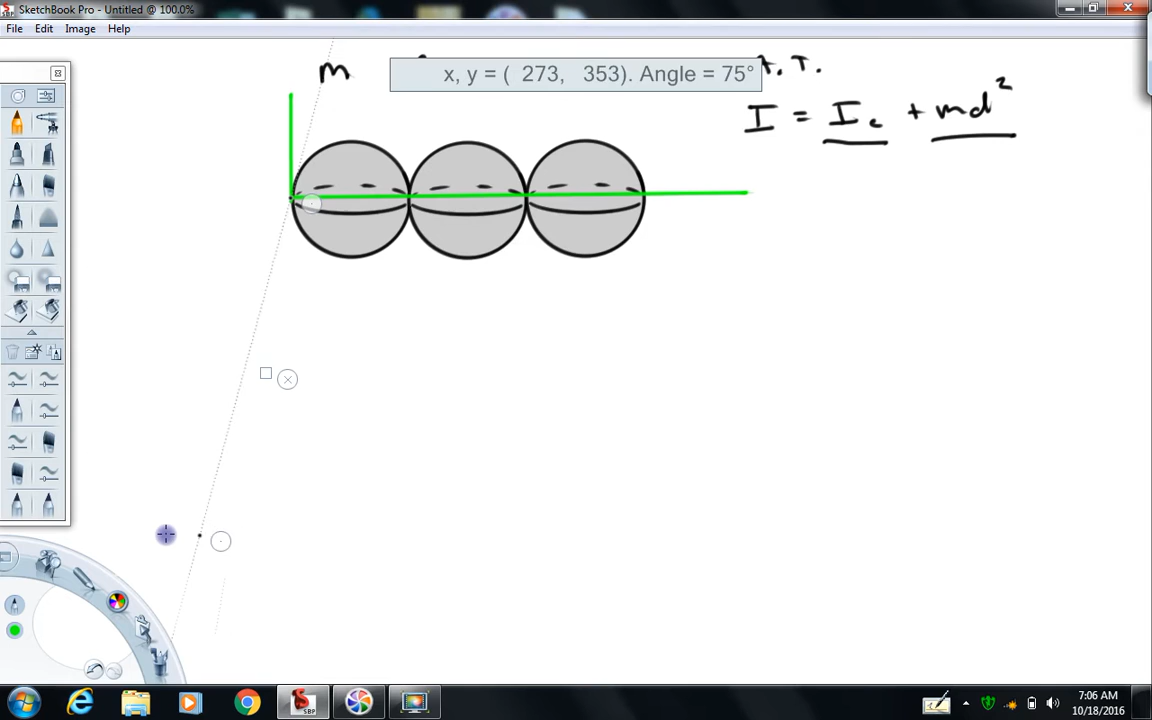 SketchBook Pro - Untitled @ 100.0%
File Edit Image Help
m
x, y = ( 273, 353). Angle = 75°
.T.
I = Ic + md²
SBP
7:06 AM
10/18/2016